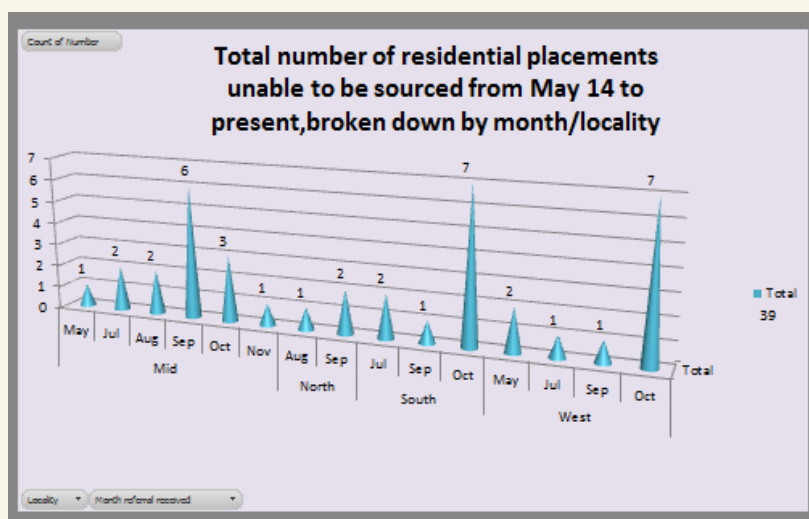 Count of Number
Total number of residential placements
unable to be sourced from May 14 to
present,broken down by month/locality
7
6
5
4
3
2
1
0
1
2
2
6
3
1
1
2
2
1
7
2
1
1
7
May
Jul
Aug
Sep
Oct
Nov
Aug
Sep
Jul
Sep
Oct
May
Jul
Sep
Oct
Mid
North
South
West
Total
Total
39
Locality
Month referral received